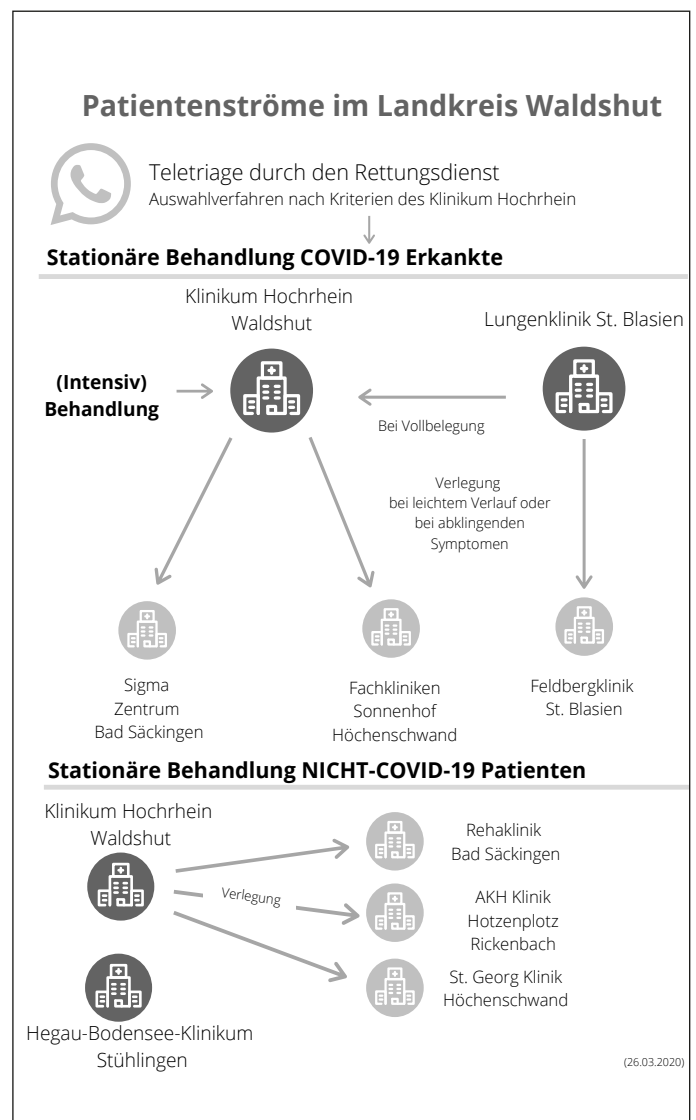 Patientenströme im Landkreis Waldshut
Teletriage durch den Rettungsdienst
Auswahlverfahren nach Kriterien des Klinikum Hochrhein
Stationäre Behandlung COVID-19 Erkankte
Klinikum Hochrhein
Waldshut
Lungenklinik St. Blasien
(Intensiv)
Behandlung
Bei Vollbelegung
Verlegung
bei leichtem Verlauf oder
bei abklingenden
Symptomen
Sigma
Zentrum
Bad Säckingen
Fachkliniken
Sonnenhof
Höchenschwand
Feldbergklinik
St. Blasien
Stationäre Behandlung NICHT-COVID-19 Patienten
Klinikum Hochrhein
Waldshut
Verlegung
Rehaklinik
Bad Säckingen
AKH Klinik
Hotzenplotz
Rickenbach
St. Georg Klinik
Höchenschwand
Hegau-Bodensee-Klinikum
Stühlingen
(26.03.2020)